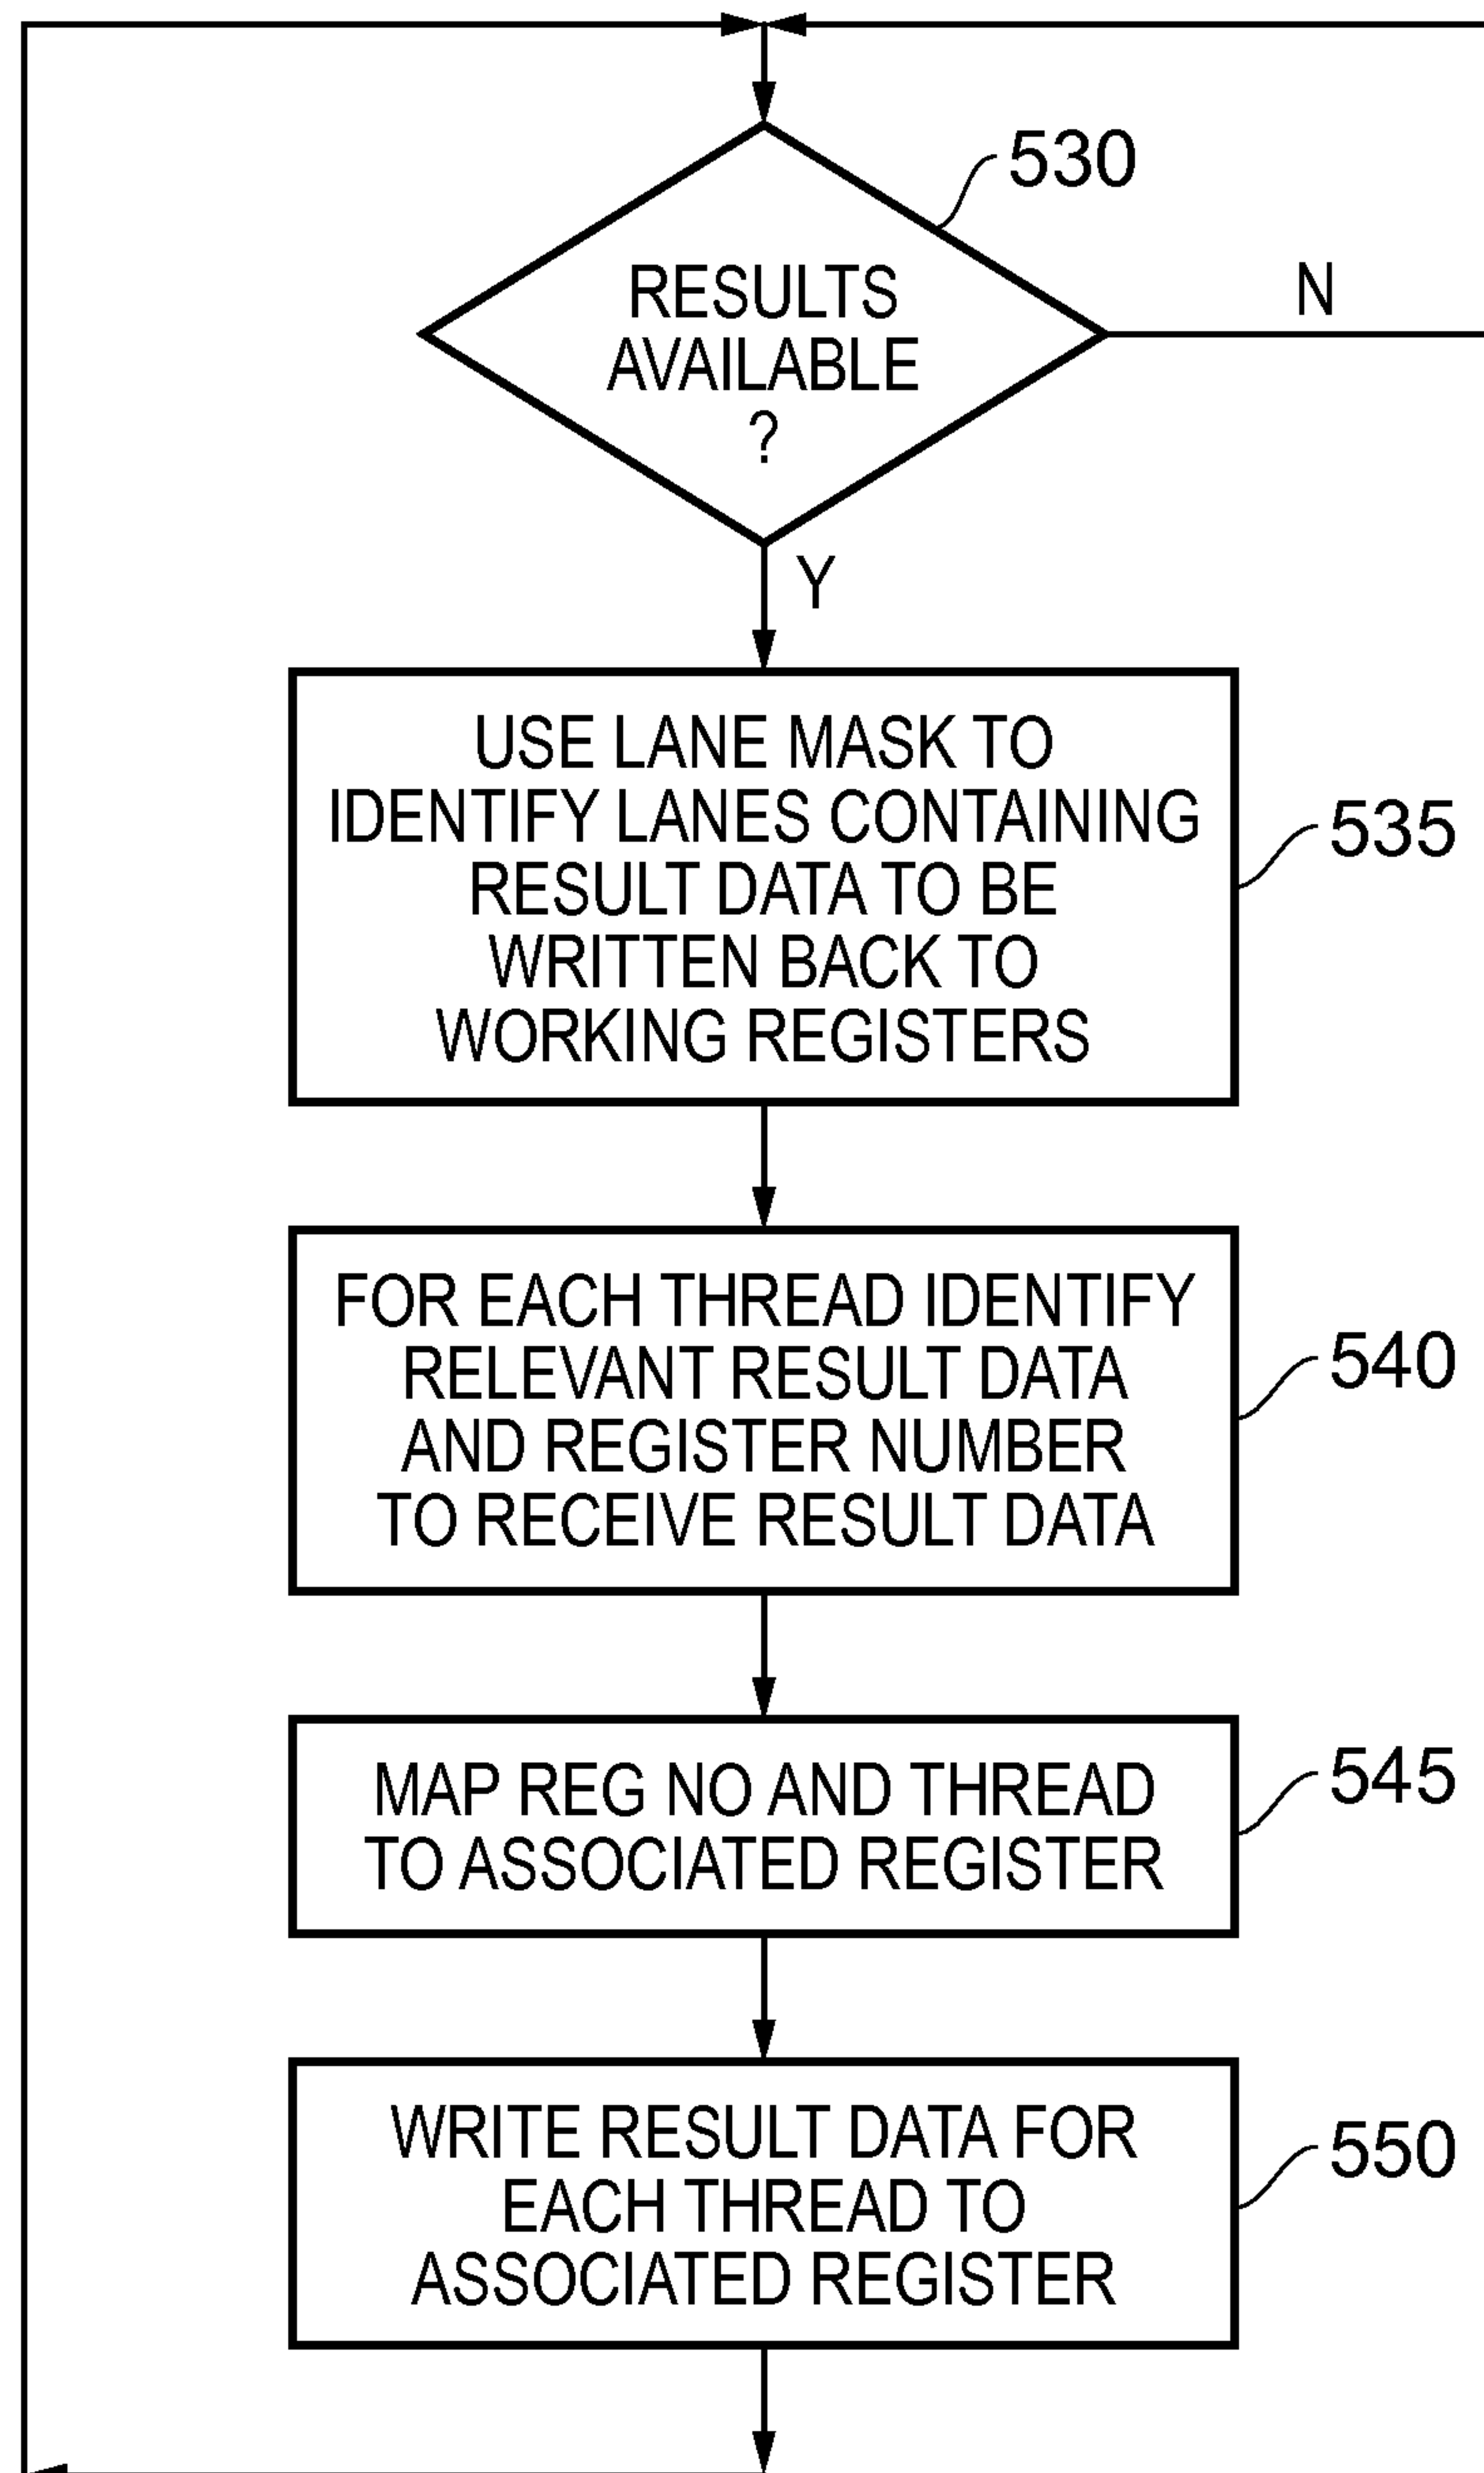 530
RESULTS
AVAILABLE
?
N
Y
USE LANE MASK TO
IDENTIFY LANES CONTAINING
RESULT DATA TO BE
WRITTEN BACK TO
WORKING REGISTERS
535
FOR EACH THREAD IDENTIFY
RELEVANT RESULT DATA
AND REGISTER NUMBER
TO RECEIVE RESULT DATA
540
MAP REG NO AND THREAD
TO ASSOCIATED REGISTER
545
WRITE RESULT DATA FOR
EACH THREAD TO
ASSOCIATED REGISTER
550